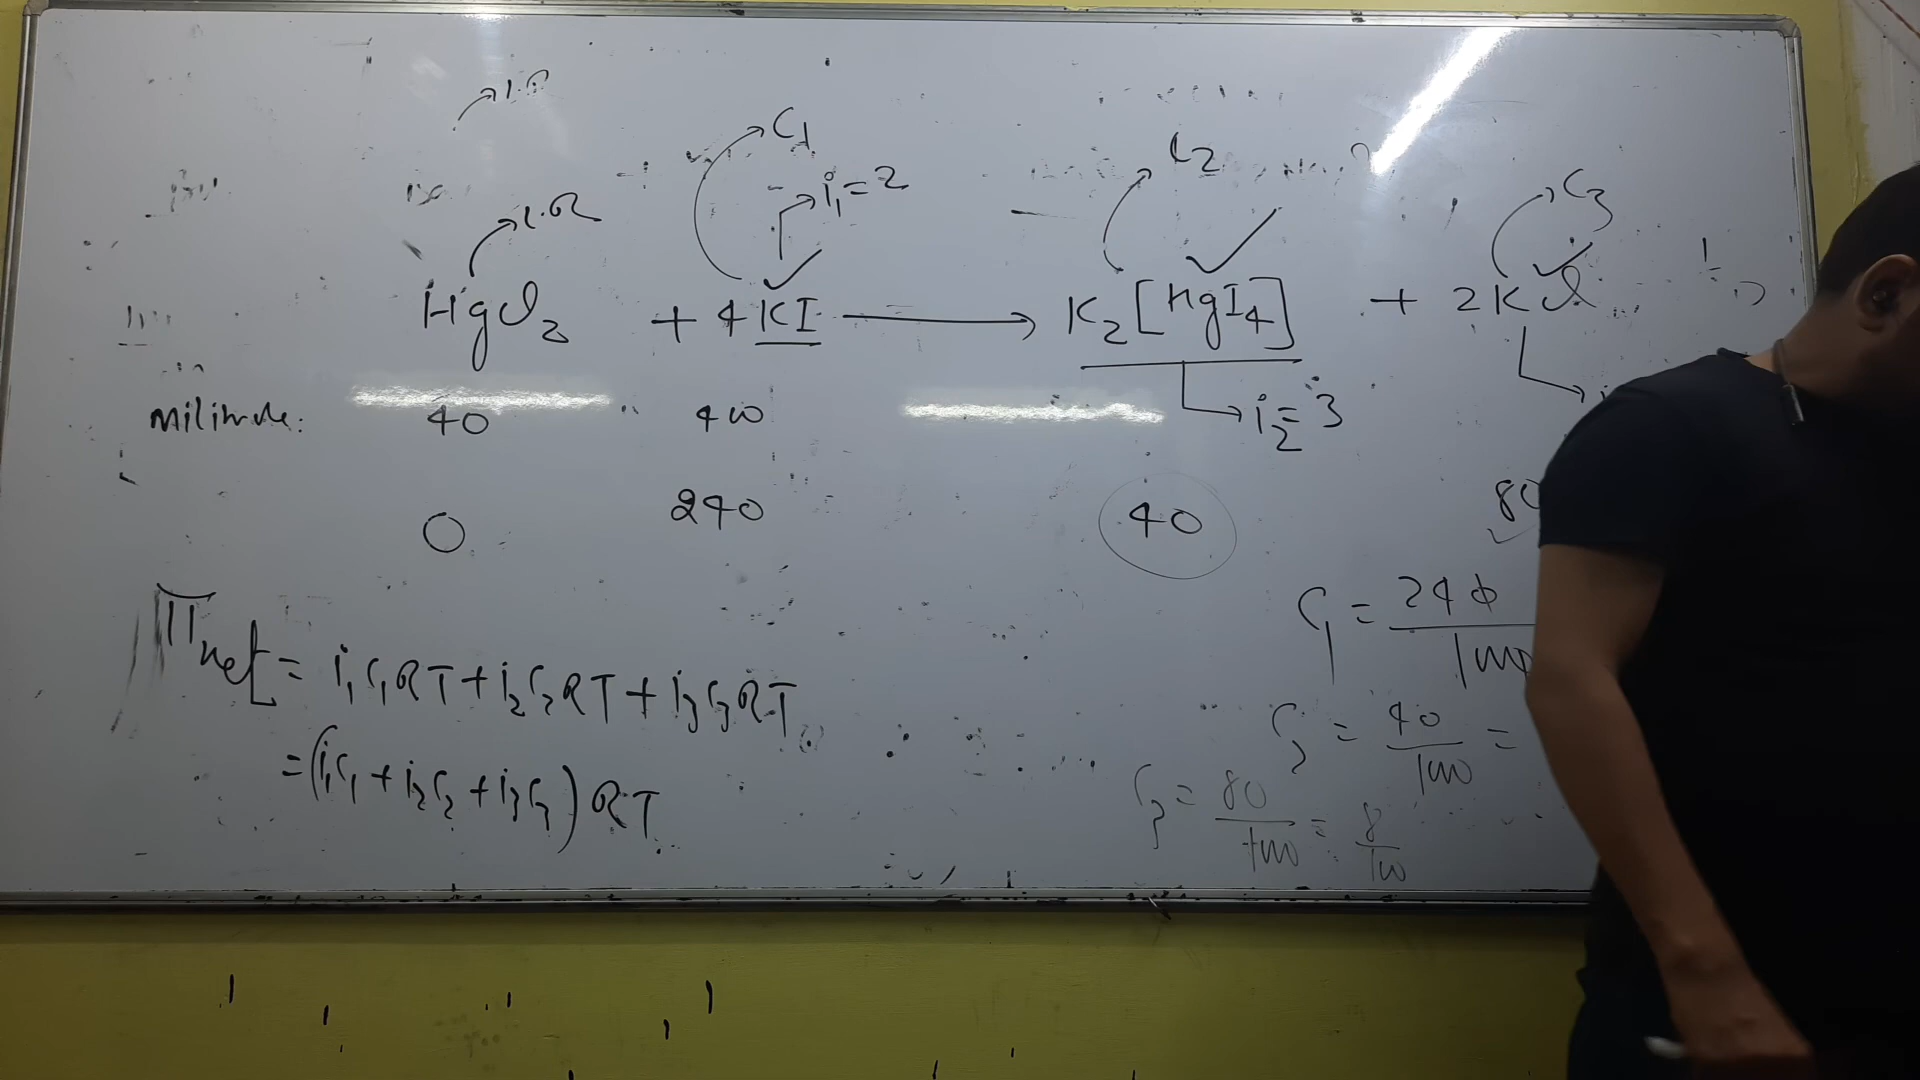 C1
i1 = 2
C2
C3
L.R
HgCl2 + 4KI → K2[HgI4] + 2KCl
milimole: 40 400
i2 = 3
0 240 40 80
C1 = 240/1000
πnet = i1C1RT + i2C2RT + i3C3RT
C2 = 40/1000 =
= (i1C1 + i2C2 + i3C3) RT
C3 = 80/1000 = 8/100